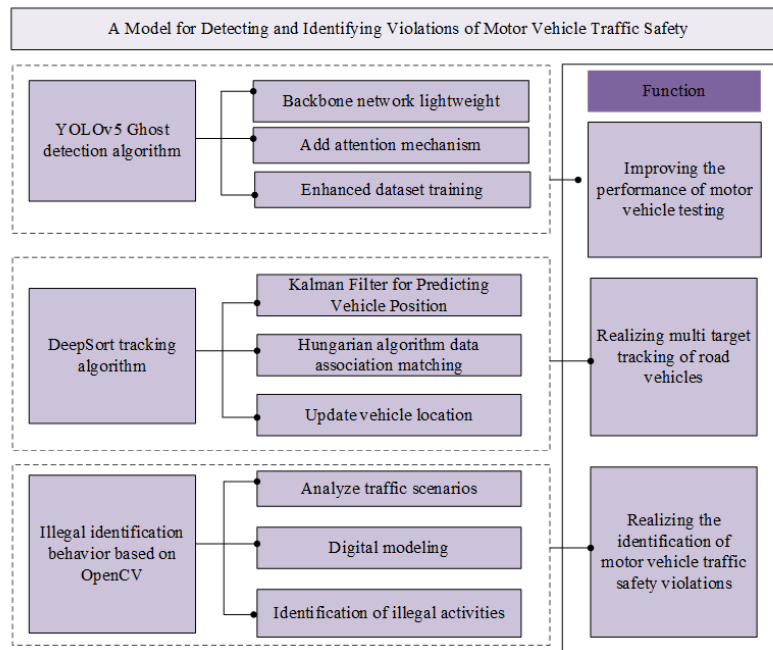 A Model for Detecting and Identifying Violations of Motor Vehicle Traffic Safety
YOLOv5 Ghost
detection algorithm
Backbone network lightweight
Add attention mechanism
Enhanced dataset training
Function
Improving the
performance of motor
vehicle testing
DeepSort tracking
algorithm
Kalman Filter for Predicting
Vehicle Position
Hungarian algorithm data
association matching
Update vehicle location
Realizing multi target
tracking of road
vehicles
Illegal identification
behavior based on
OpenCV
Analyze traffic scenarios
Digital modeling
Identification of illegal activities
Realizing the
identification of
motor vehicle traffic
safety violations